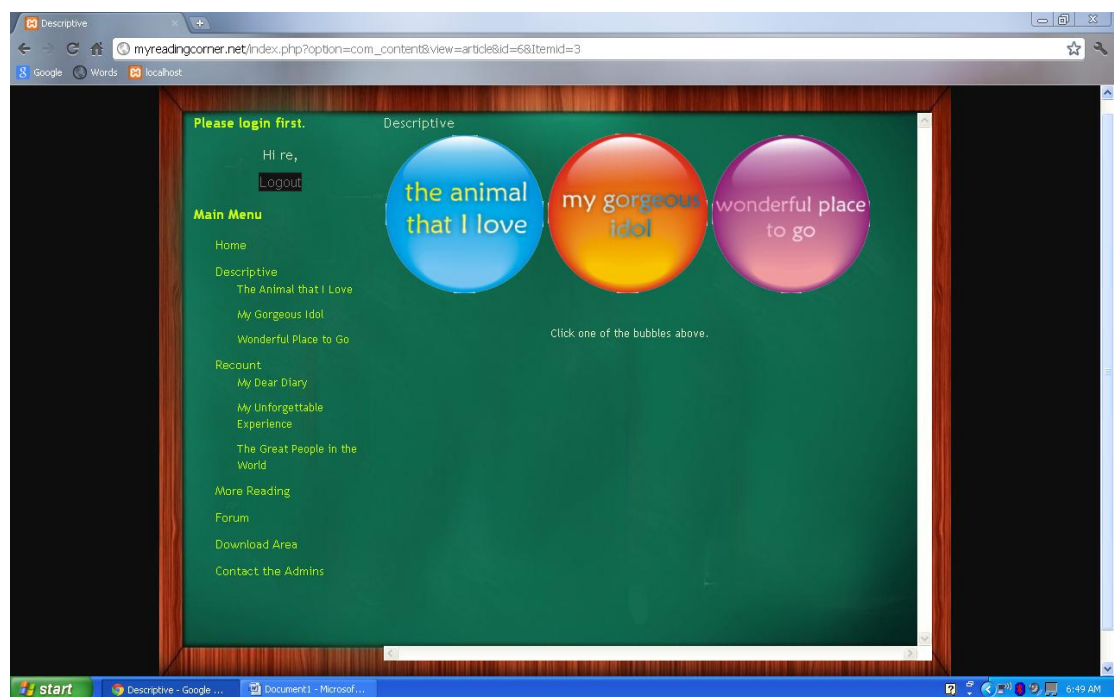 Descriptive
myreadingcorner.net/index.php?option=com_content&view=article&id=6&Itemid=3
Google
Words
localhost
Please login first.
Hi re,
Logout
Main Menu
Home
Descriptive
The Animal that I Love
My Gorgeous Idol
Wonderful Place to Go
Recount
My Dear Diary
My Unforgettable
Experience
The Great People in the
World
More Reading
Forum
Download Area
Contact the Admins
Descriptive
the animal
that I love
my gorgeous
idol
wonderful place
to go
Click one of the bubbles above.
start
Descriptive - Google ...
Document1 - Microsof...
6:49 AM